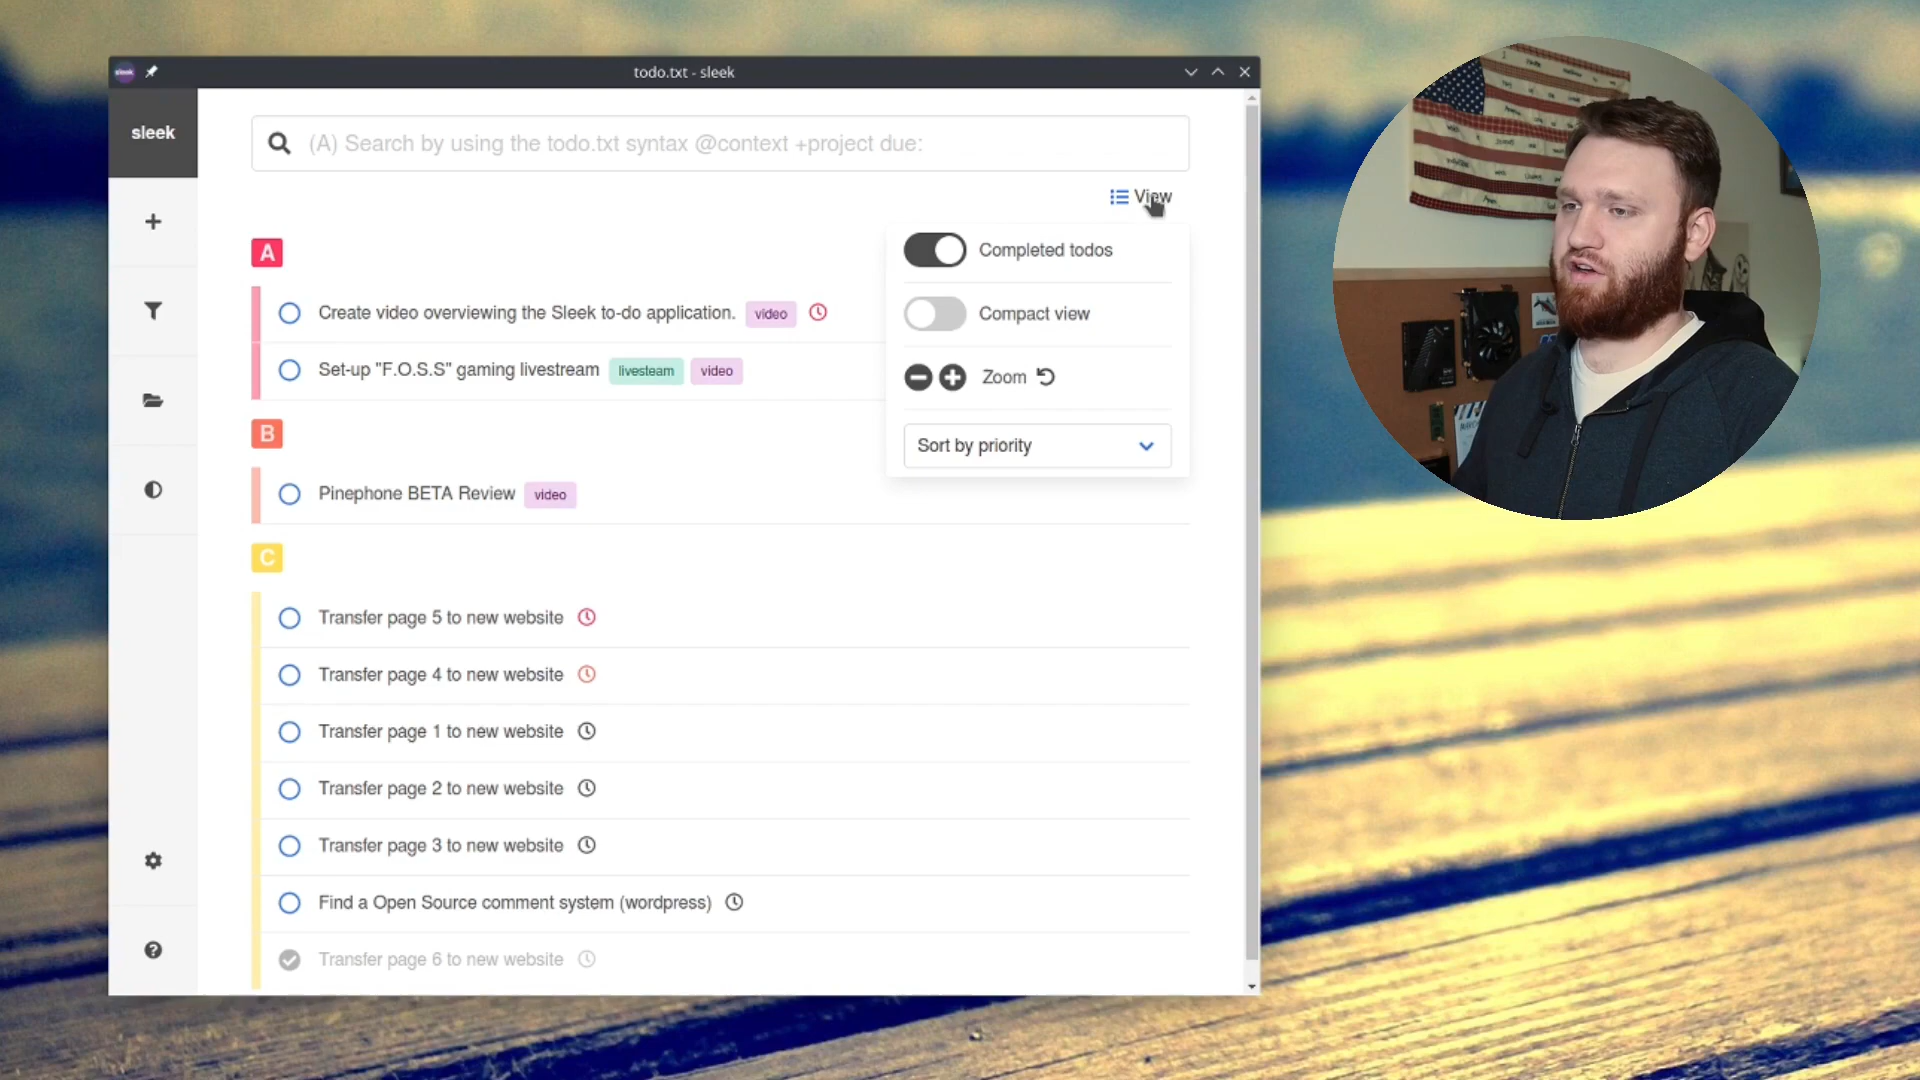 sleek
todo.txt - sleek
sleek
(A) Search by using the todo.txt syntax @context +project due:
View
Completed todos
Compact view
Zoom
Sort by priority
A
Create video overviewing the Sleek to-do application. video
Set-up "F.O.S.S" gaming livestream livesteam video
B
Pinephone BETA Review video
C
Transfer page 5 to new website
Transfer page 4 to new website
Transfer page 1 to new website
Transfer page 2 to new website
Transfer page 3 to new website
Find a Open Source comment system (wordpress)
Transfer page 6 to new website